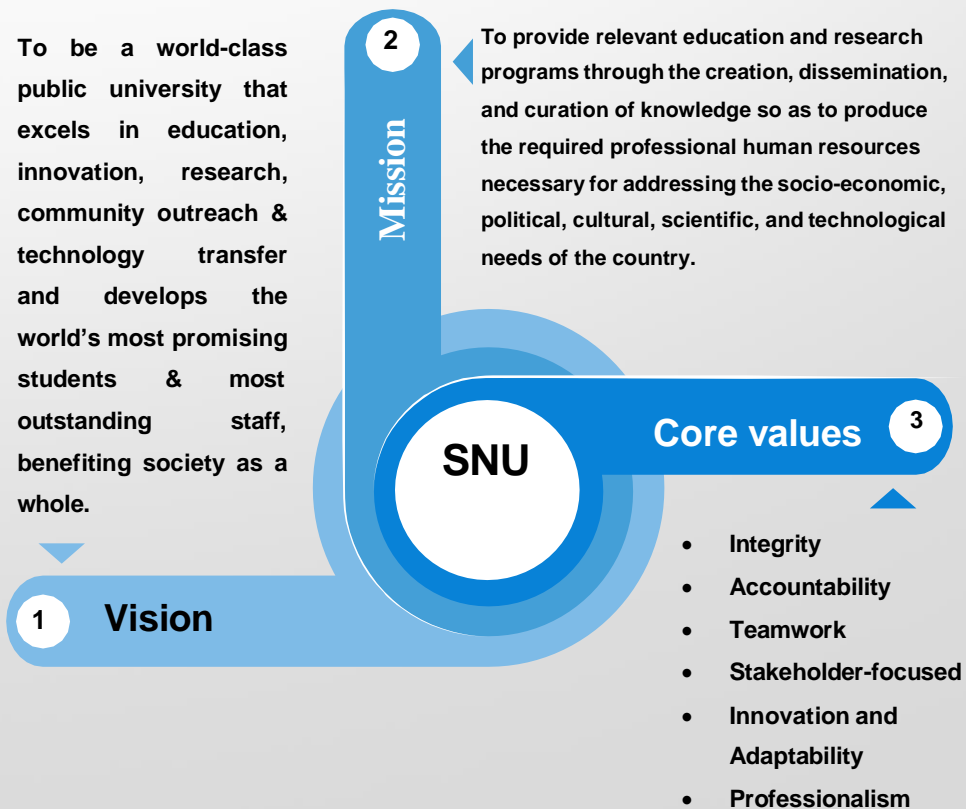 To be a world-class
public university that
excels in education,
innovation, research,
community outreach &
technology transfer
and develops the
world’s most promising
students & most
outstanding staff,
benefiting society as a
whole.
1
Vision
2
Mission
To provide relevant education and research
programs through the creation, dissemination,
and curation of knowledge so as to produce
the required professional human resources
necessary for addressing the socio-economic,
political, cultural, scientific, and technological
needs of the country.
SNU
Core values
3
• Integrity
• Accountability
• Teamwork
• Stakeholder-focused
• Innovation and
Adaptability
• Professionalism